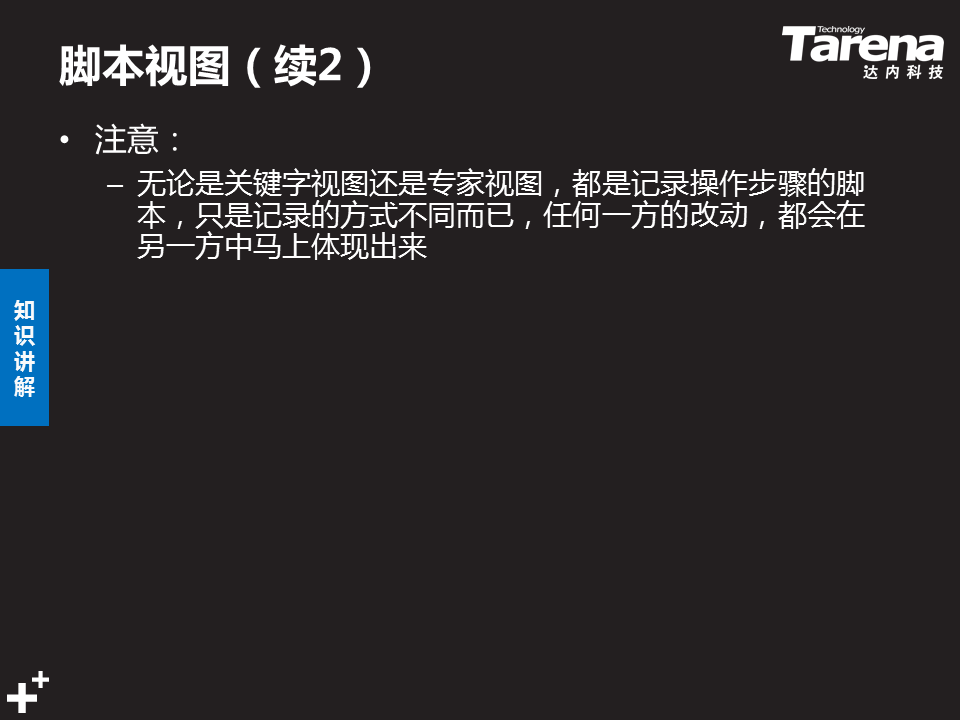 脚本视图（续2）
Technology
Tarena
达内科技
• 注意：
– 无论是关键字视图还是专家视图，都是记录操作步骤的脚
本，只是记录的方式不同而已，任何一方的改动，都会在
另一方中马上体现出来
知
识
讲
解